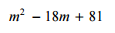 m² − 18m + 81